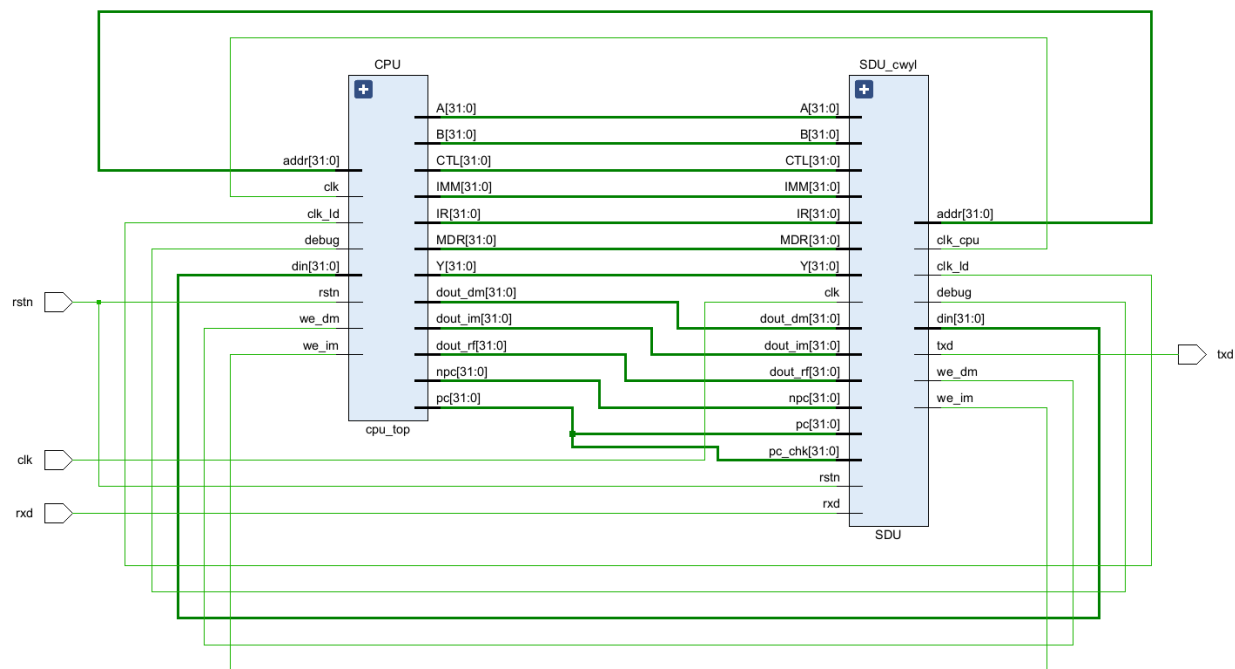 CPU
addr[31:0]
clk
clk_ld
debug
din[31:0]
rstn
we_dm
we_im
A[31:0]
B[31:0]
CTL[31:0]
IMM[31:0]
IR[31:0]
MDR[31:0]
Y[31:0]
dout_dm[31:0]
dout_im[31:0]
dout_rf[31:0]
npc[31:0]
pc[31:0]
cpu_top
SDU_cwyl
A[31:0]
B[31:0]
CTL[31:0]
IMM[31:0]
IR[31:0]
MDR[31:0]
Y[31:0]
clk
dout_dm[31:0]
dout_im[31:0]
dout_rf[31:0]
npc[31:0]
pc[31:0]
pc_chk[31:0]
rstn
rxd
addr[31:0]
clk_cpu
clk_ld
debug
din[31:0]
txd
we_dm
we_im
SDU
rstn
clk
rxd
txd